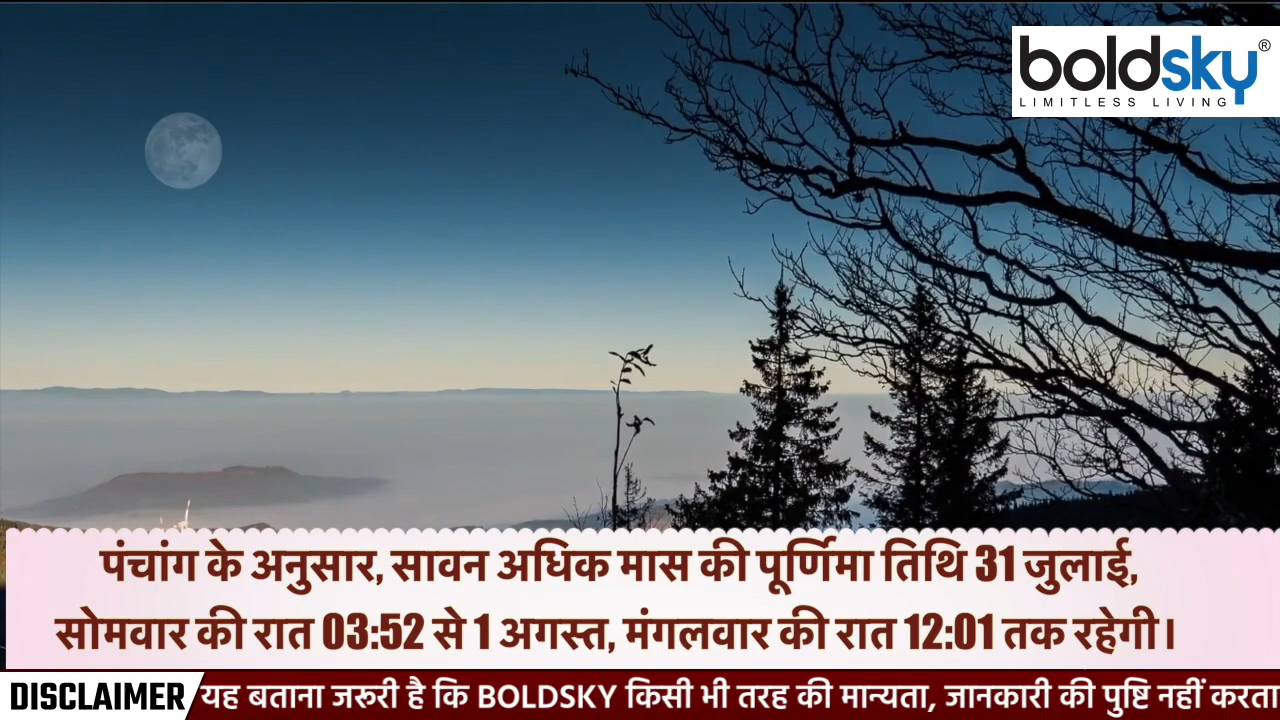 boldsky®
LIMITLESS LIVING
पंचांग के अनुसार, सावन अधिक मास की पूर्णिमा तिथि 31 जुलाई,
सोमवार की रात 03:52 से 1 अगस्त, मंगलवार की रात 12:01 तक रहेगी।
DISCLAIMER यह बताना जरूरी है कि BOLDSKY किसी भी तरह की मान्यता, जानकारी की पुष्टि नहीं करता